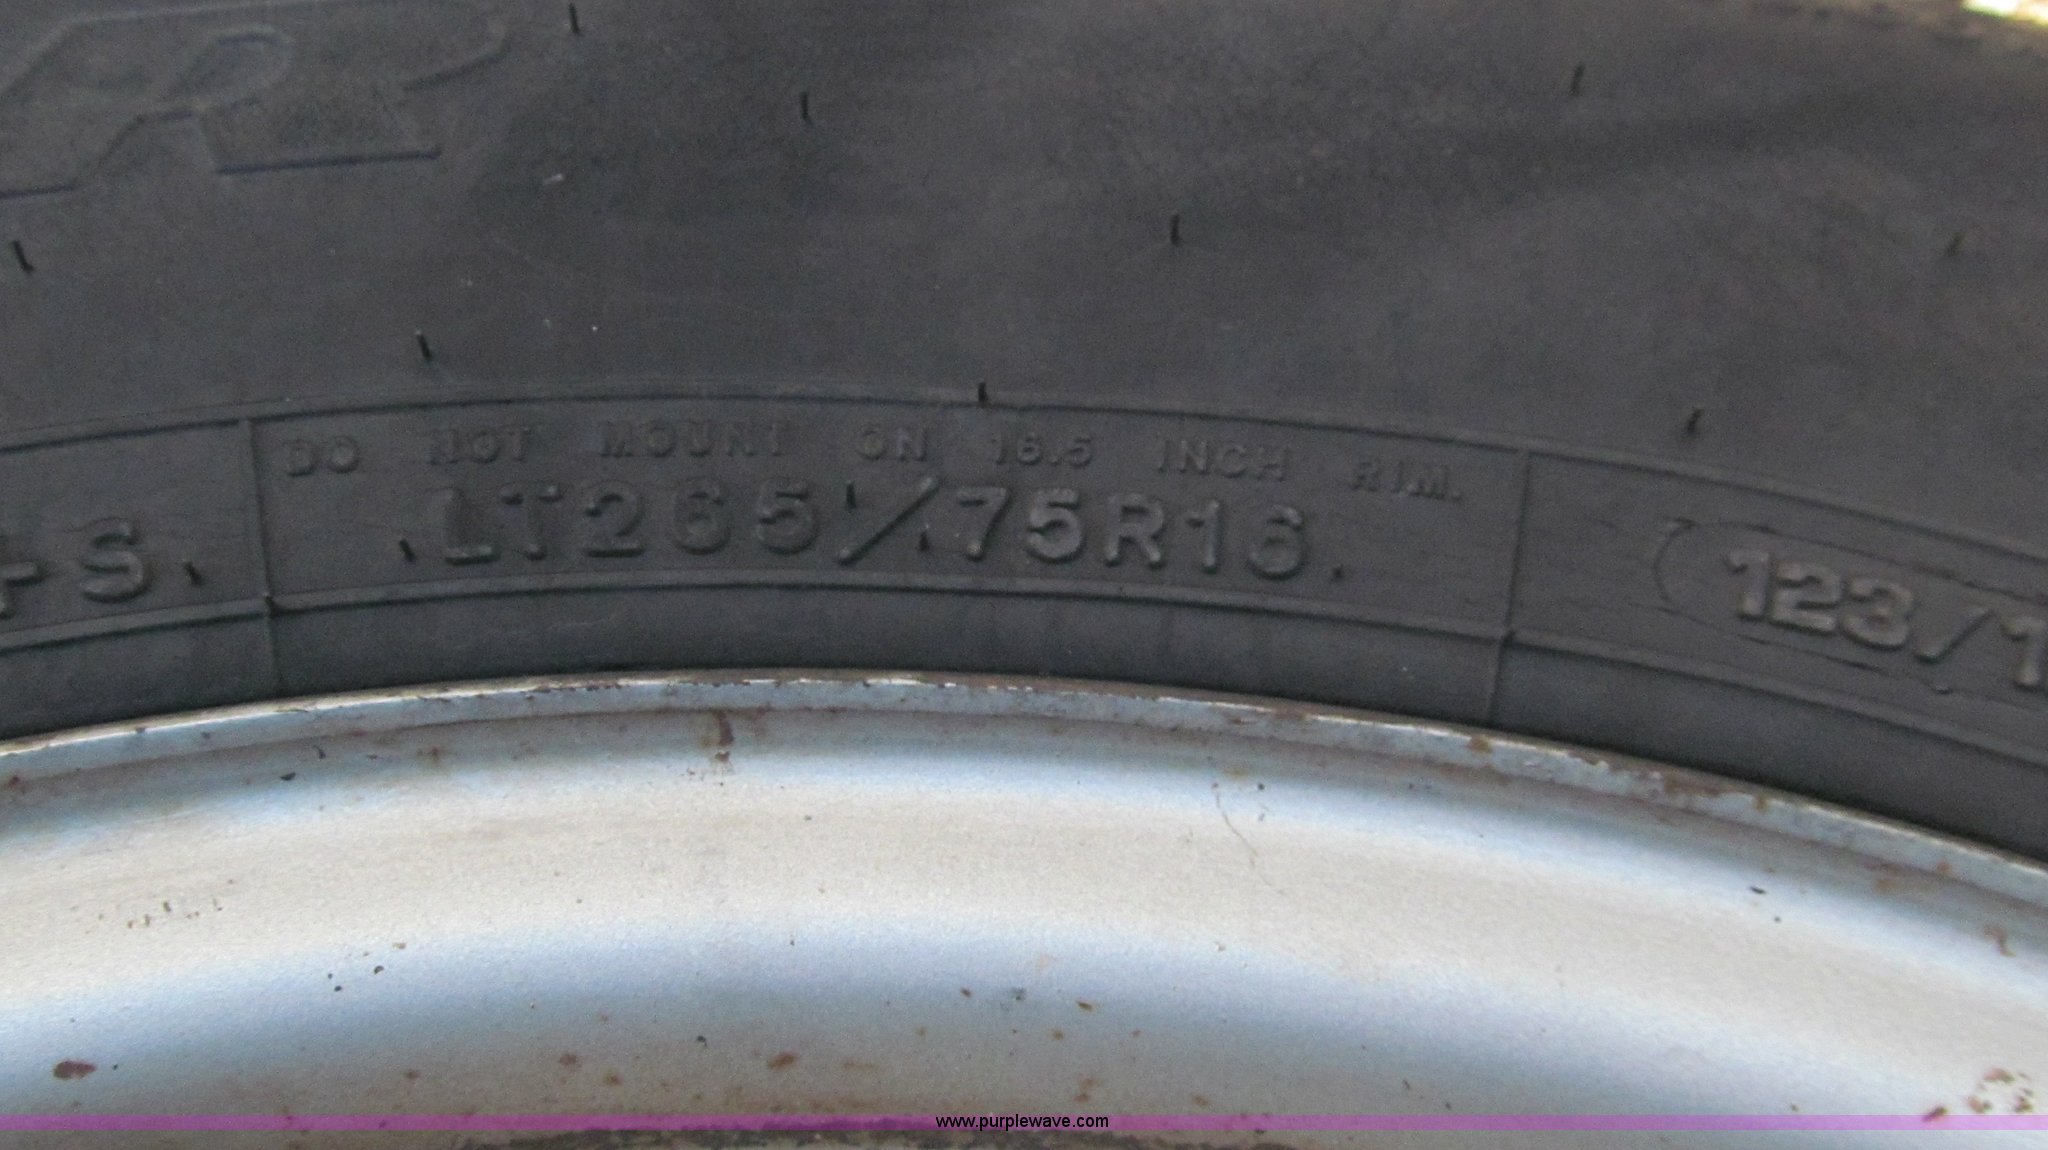 DO NOT MOUNT ON 16.5 INCH RIM.
+S
LT265/75R16
123/1
www.purplewave.com